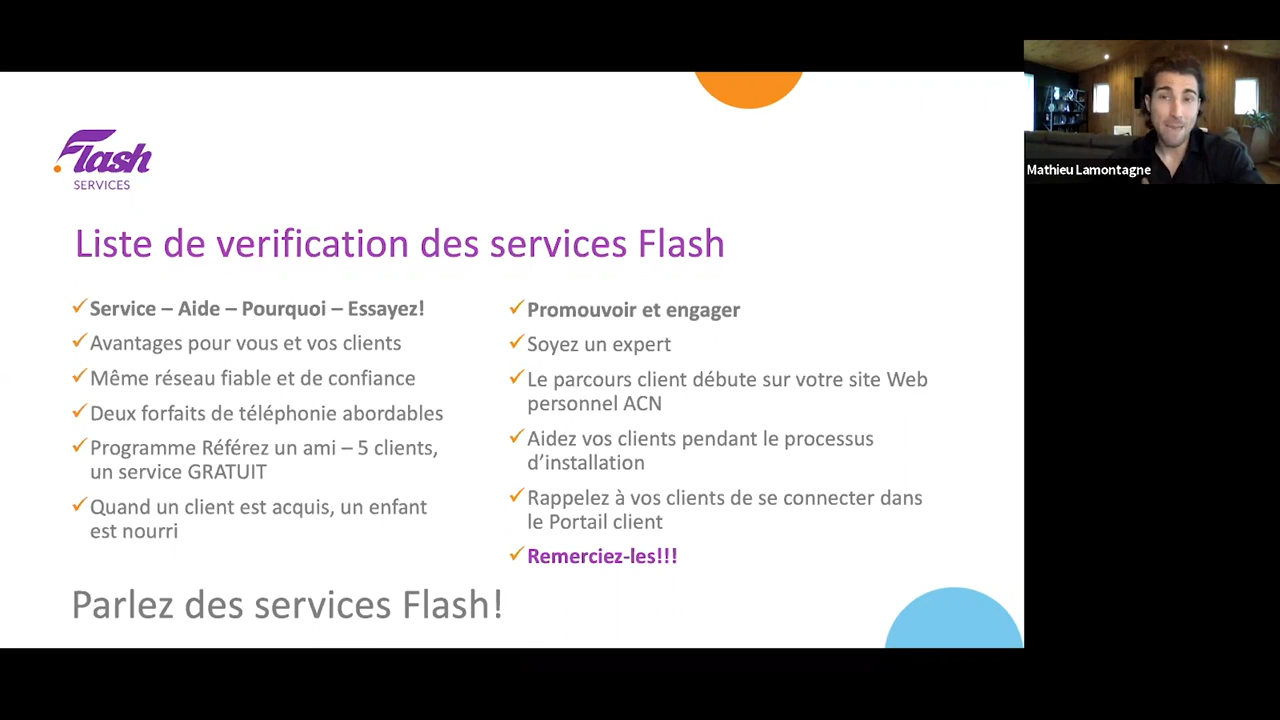 Flash
SERVICES
Liste de verification des services Flash
Service – Aide – Pourquoi – Essayez!
Avantages pour vous et vos clients
Même réseau fiable et de confiance
Deux forfaits de téléphonie abordables
Programme Référez un ami – 5 clients,
un service GRATUIT
Quand un client est acquis, un enfant
est nourri
Promouvoir et engager
Soyez un expert
Le parcours client débute sur votre site Web
personnel ACN
Aidez vos clients pendant le processus
d’installation
Rappelez à vos clients de se connecter dans
le Portail client
Remerciez-les!!!
Parlez des services Flash!
Mathieu Lamontagne